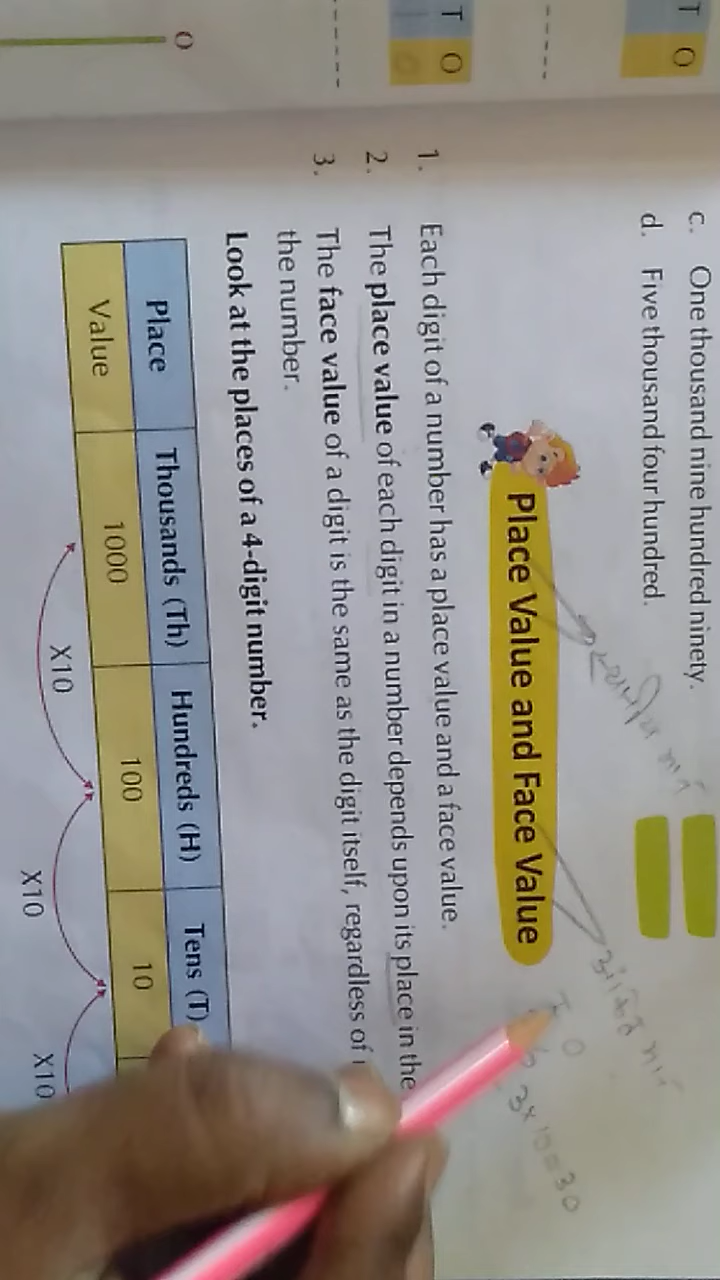 T O
T O
O
c. One thousand nine hundred ninety.
d. Five thousand four hundred.
Place Value and Face Value
T O
3 × 10 = 30
1. Each digit of a number has a place value and a face value.
2. The place value of each digit in a number depends upon its place in the
3. The face value of a digit is the same as the digit itself, regardless of
the number.
Look at the places of a 4-digit number.
Place Thousands (Th) Hundreds (H) Tens (T)
Value 1000 100 10
X10 X10 X10